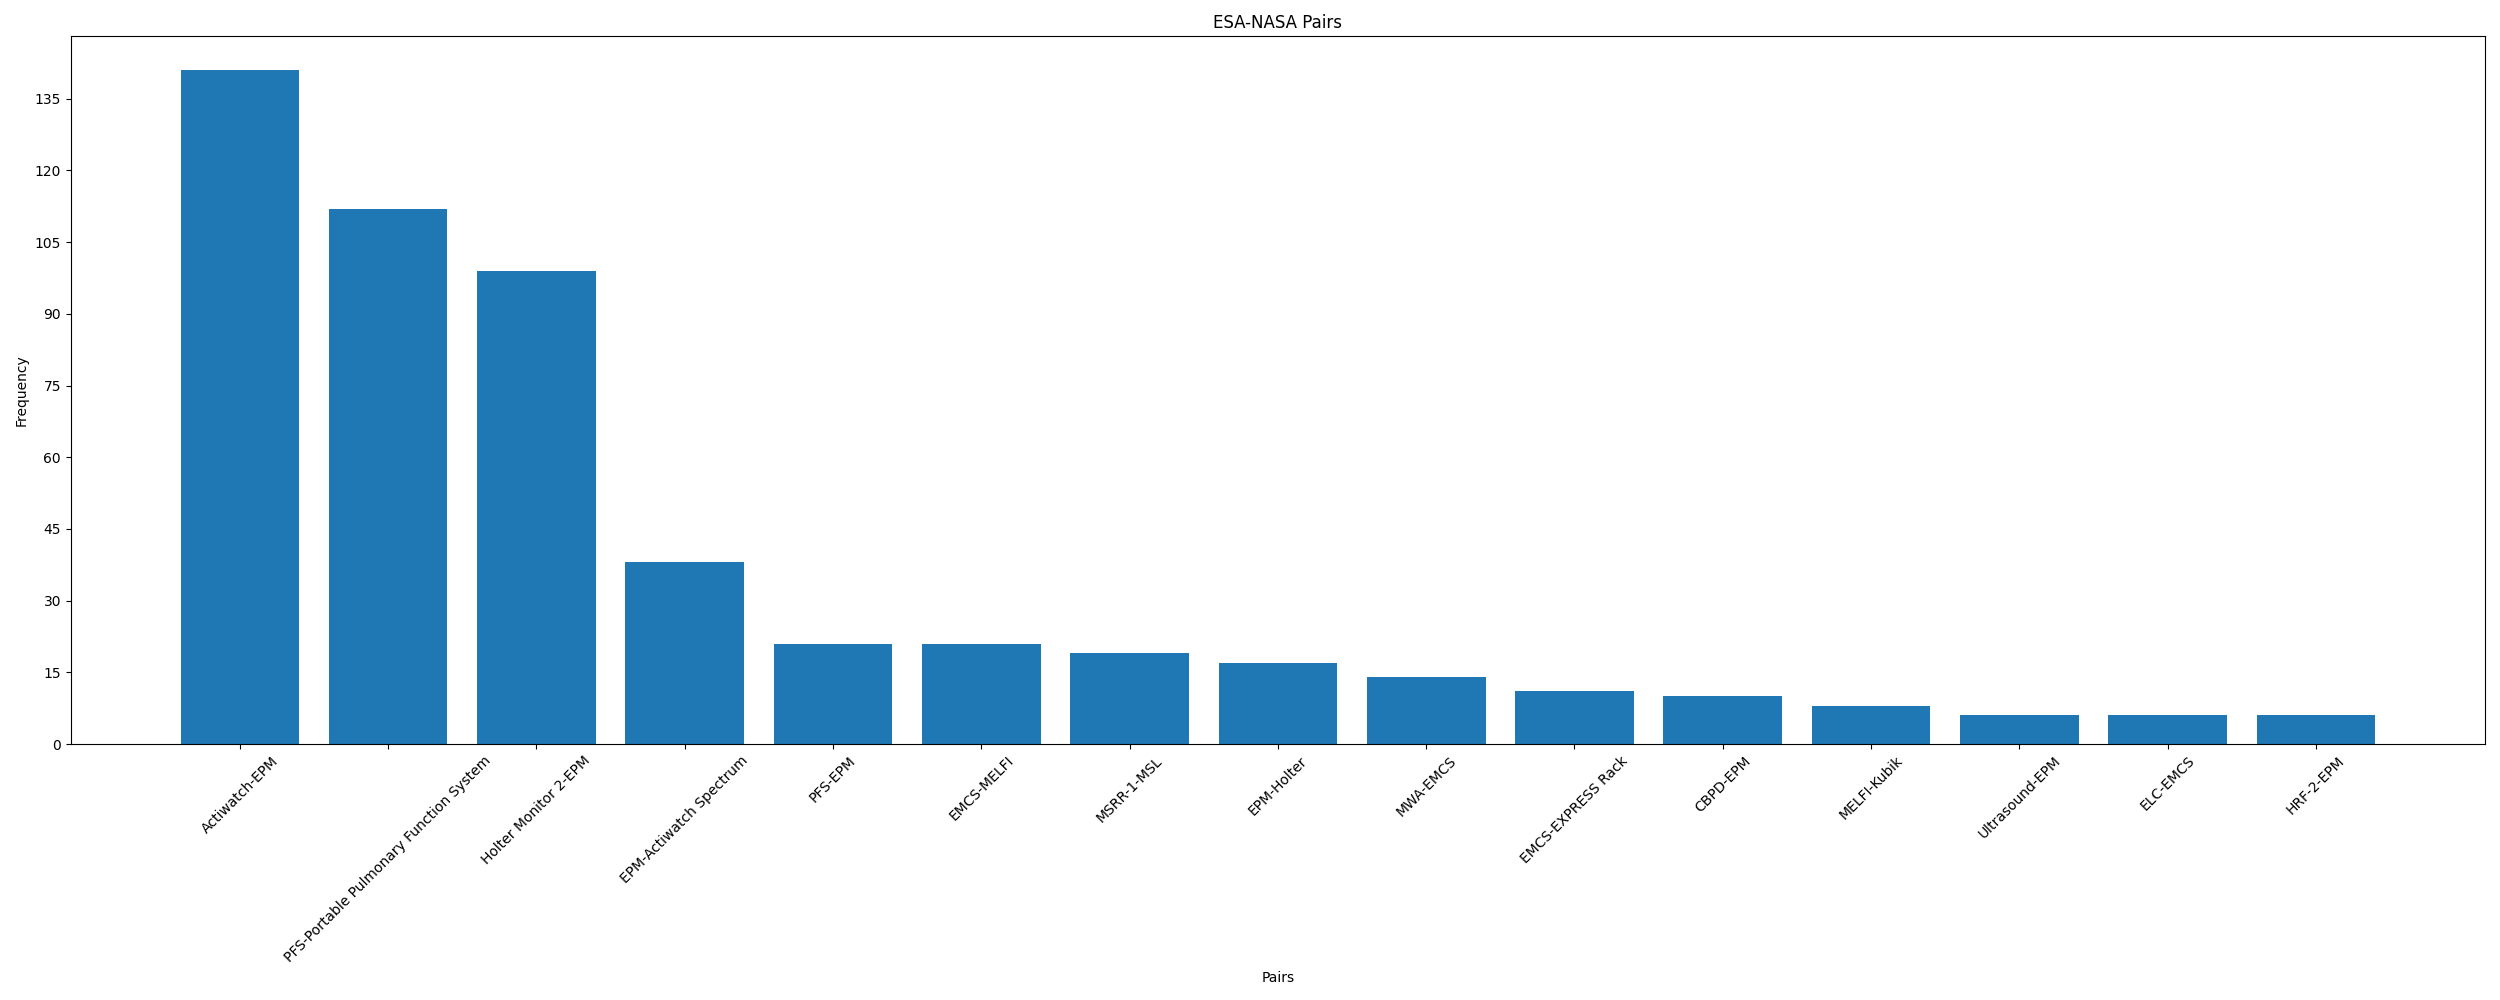 ESA-NASA Pairs
Frequency
135
120
105
90
75
60
45
30
15
0
Actiwatch-EPM
PFS-Portable Pulmonary Function System
Holter Monitor 2-EPM
EPM-Actiwatch Spectrum
PFS-EPM
EMCS-MELFI
MSRR-1-MSL
EPM-Holter
MWA-EMCS
EMCS-EXPRESS Rack
CBPD-EPM
MELFI-Kubik
Ultrasound-EPM
ELC-EMCS
HRF-2-EPM
Pairs